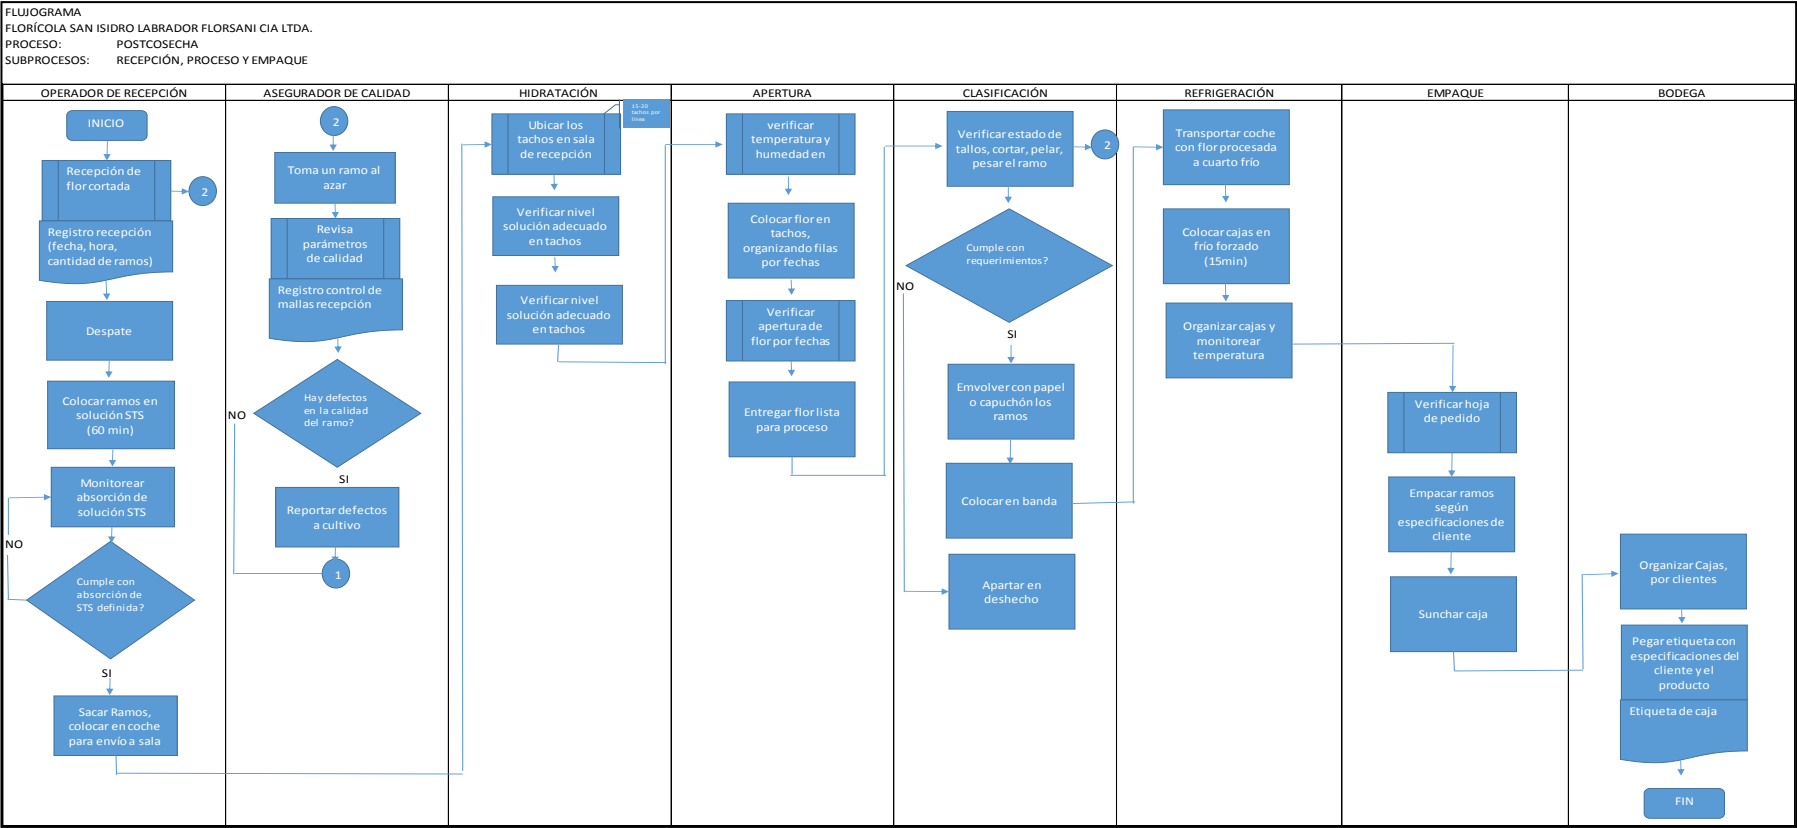 FLUJOGRAMA
FLORÍCOLA SAN ISIDRO LABRADOR FLORSANI CIA LTDA.
PROCESO: POSTCOSECHA
SUBPROCESOS: RECEPCIÓN, PROCESO Y EMPAQUE
OPERADOR DE RECEPCIÓN
INICIO
Recepción de
flor cortada
2
Registro recepción
(fecha, hora,
cantidad de ramos)
Despate
Colocar ramos en
solución STS
(60 min)
Monitorear
absorción de
solución STS
NO
Cumple con
absorción de
STS definida?
SI
Sacar Ramos,
colocar en coche
para envío a sala
ASEGURADOR DE CALIDAD
2
Toma un ramo al
azar
Revisa
parámetros
de calidad
Registro control de
mallas recepción
Hay defectos
en la calidad
del ramo?
NO
SI
Reportar defectos
a cultivo
1
HIDRATACIÓN
15-20
tachos por
línea
Ubicar los
tachos en sala
de recepción
Verificar nivel
solución adecuado
en tachos
Verificar nivel
solución adecuado
en tachos
APERTURA
verificar
temperatura y
humedad en
Colocar flor en
tachos,
organizando filas
por fechas
Verificar
apertura de
flor por fechas
Entregar flor lista
para proceso
CLASIFICACIÓN
Verificar estado de
tallos, cortar, pelar,
pesar el ramo
2
Cumple con
requerimientos?
NO
SI
Emvolver con papel
o capuchón los
ramos
Colocar en banda
Apartar en
deshecho
REFRIGERACIÓN
Transportar coche
con flor procesada
a cuarto frío
Colocar cajas en
frío forzado
(15min)
Organizar cajas y
monitorear
temperatura
EMPAQUE
Verificar hoja
de pedido
Empacar ramos
según
especificaciones de
cliente
Sunchar caja
BODEGA
Organizar Cajas,
por clientes
Pegar etiqueta con
especificaciones del
cliente y el
producto
Etiqueta de caja
FIN